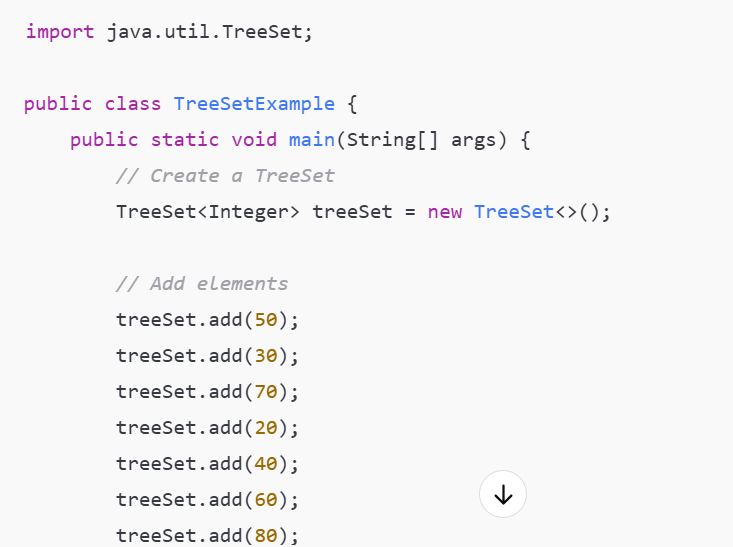 import java.util.TreeSet;
public class TreeSetExample {
public static void main(String[] args) {
// Create a TreeSet
TreeSet<Integer> treeSet = new TreeSet<>();
// Add elements
treeSet.add(50);
treeSet.add(30);
treeSet.add(70);
treeSet.add(20);
treeSet.add(40);
treeSet.add(60);
treeSet.add(80);